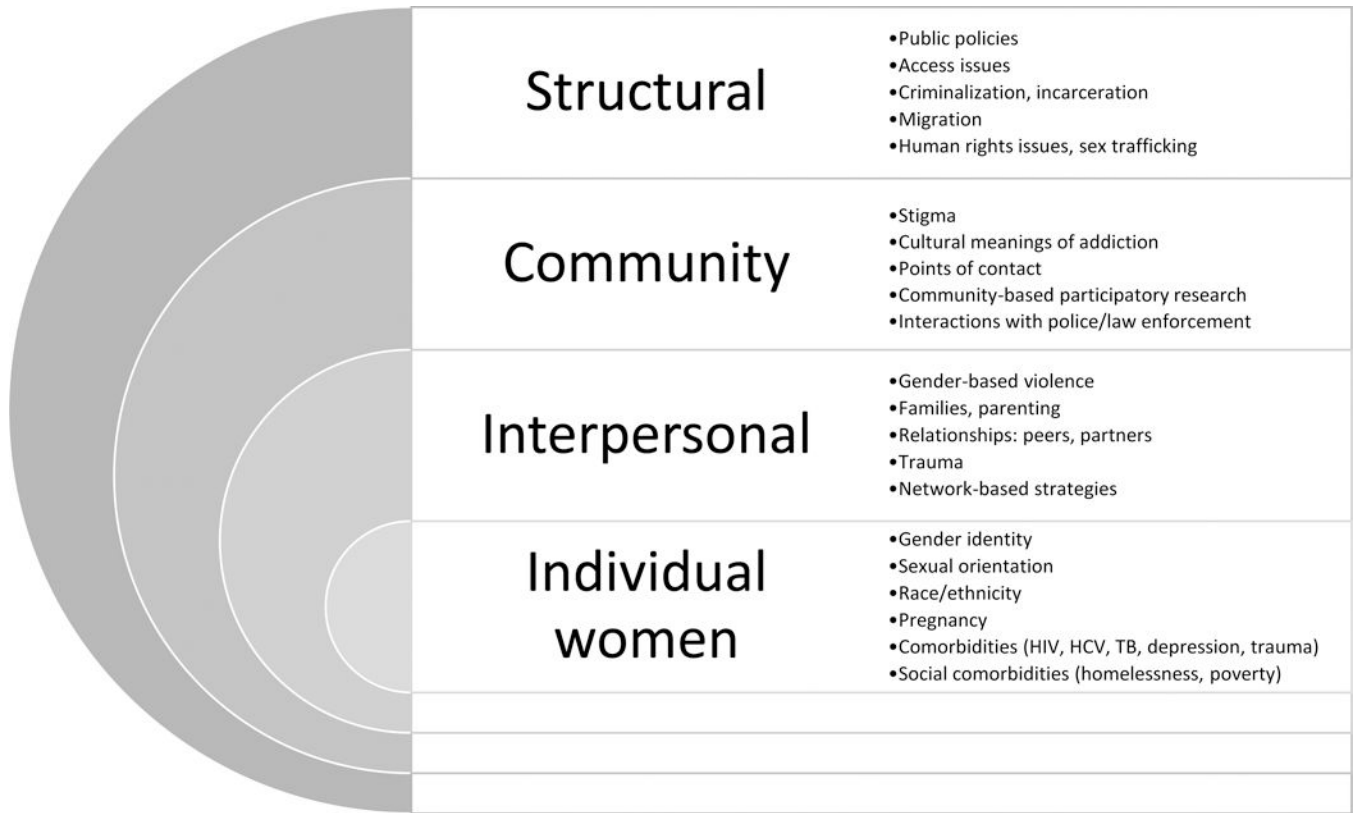 Structural
•Public policies
•Access issues
•Criminalization, incarceration
•Migration
•Human rights issues, sex trafficking
Community
•Stigma
•Cultural meanings of addiction
•Points of contact
•Community-based participatory research
•Interactions with police/law enforcement
Interpersonal
•Gender-based violence
•Families, parenting
•Relationships: peers, partners
•Trauma
•Network-based strategies
Individual
women
•Gender identity
•Sexual orientation
•Race/ethnicity
•Pregnancy
•Comorbidities (HIV, HCV, TB, depression, trauma)
•Social comorbidities (homelessness, poverty)